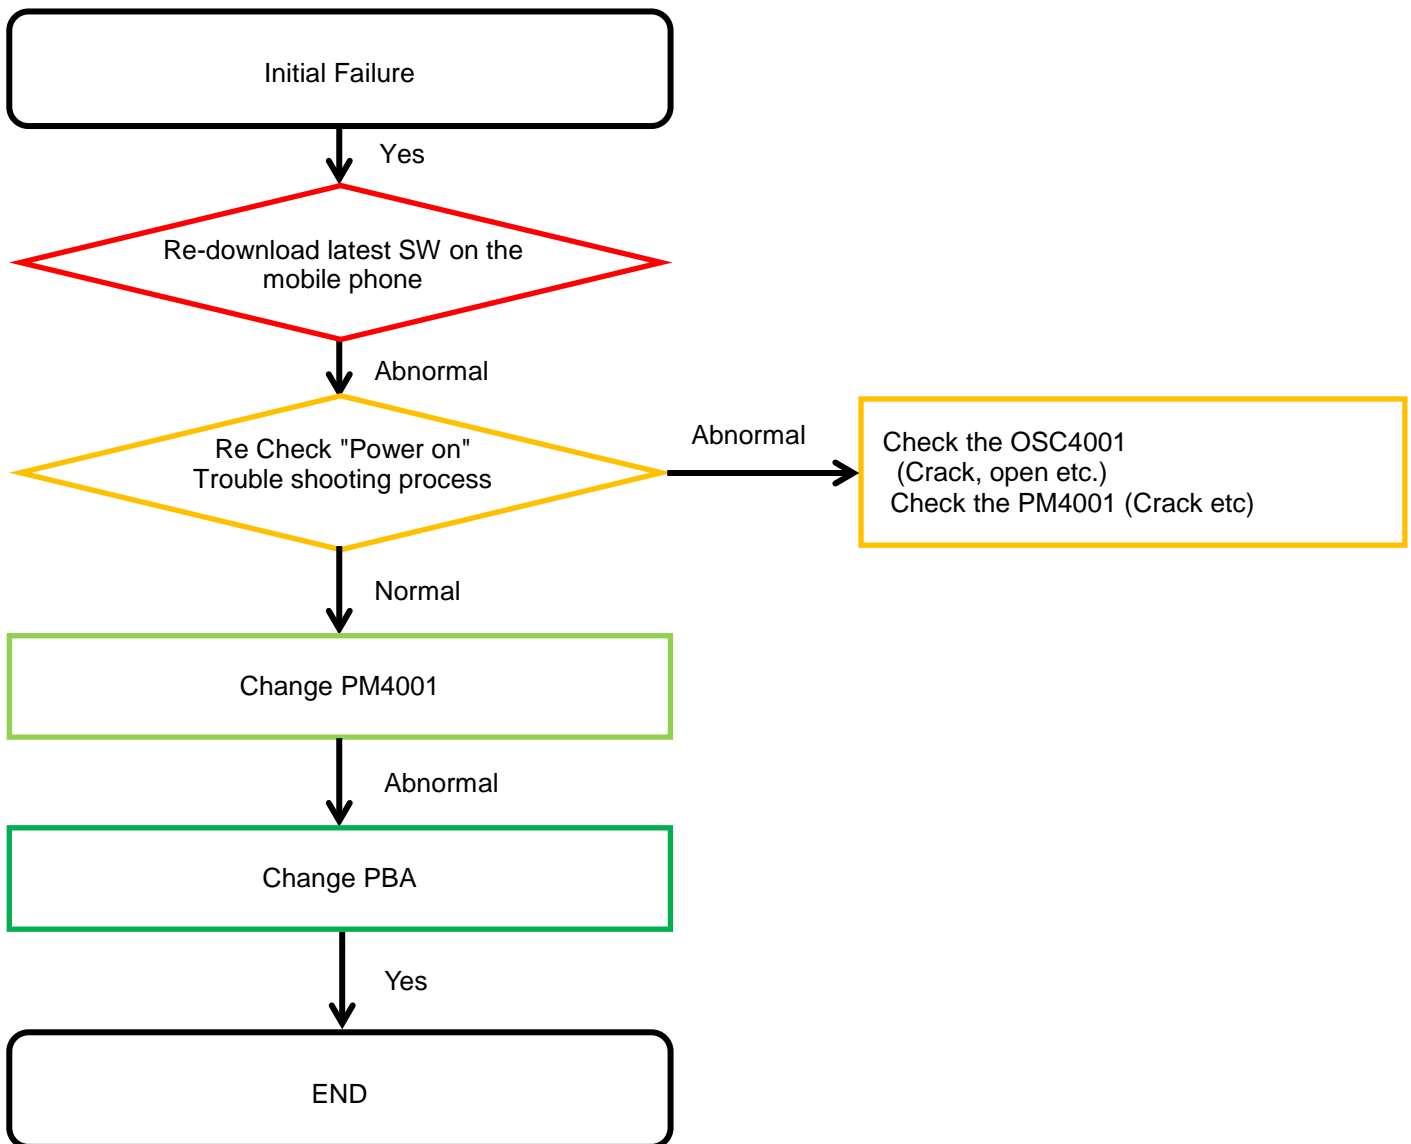 Initial Failure
Yes
Re-download latest SW on the
mobile phone
Abnormal
Re Check "Power on"
Trouble shooting process
Abnormal
Check the OSC4001
(Crack, open etc.)
Check the PM4001 (Crack etc)
Normal
Change PM4001
Abnormal
Change PBA
Yes
END